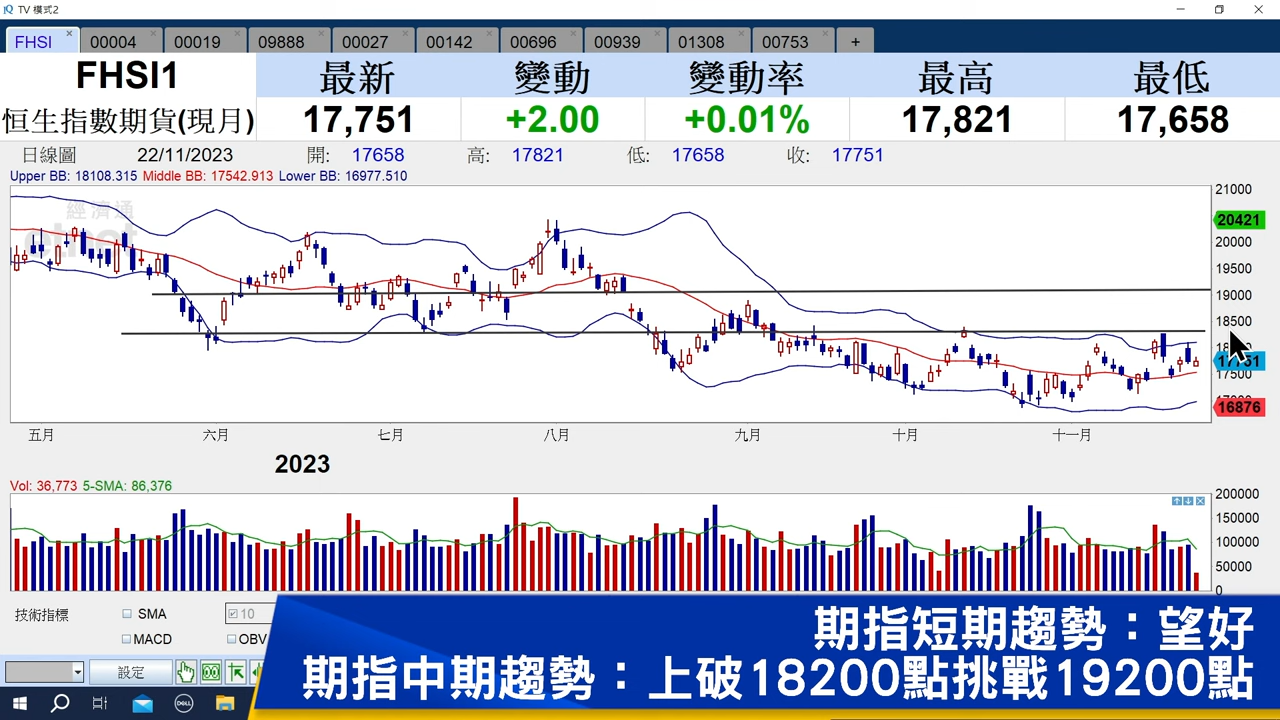 TV 模式2
FHSI 00004 00019 09888 00027 00142 00696 00939 01308 00753 +
FHSI1 最新 變動 變動率 最高 最低
恒生指數期貨(現月) 17,751 +2.00 +0.01% 17,821 17,658
日線圖 22/11/2023 開: 17658 高: 17821 低: 17658 收: 17751
Upper BB: 18108.315 Middle BB: 17542.913 Lower BB: 16977.510
經濟通
etnet
21000
20421
20000
19500
19000
18500
17751
17500
16876
五月 六月 七月 八月 九月 十月 十一月
2023
Vol: 36,773 5-SMA: 86,376
200000
150000
100000
50000
0
技術指標 SMA 10
MACD OBV
設定
期指短期趨勢：望好
期指中期趨勢：上破18200點挑戰19200點
DELL